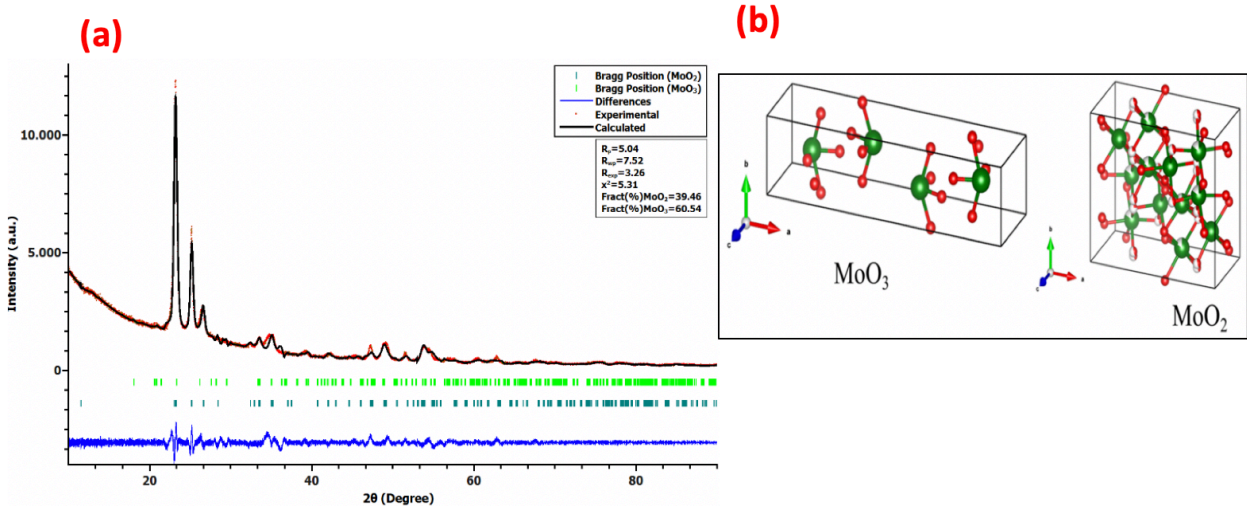 (a)
(b)
Bragg Position (MoO₂)
Bragg Position (MoO₃)
Differences
Experimental
Calculated
Rₚ=5.04
R_wp=7.52
R_exp=3.26
x²=5.31
Fract(%)MoO₂=39.46
Fract(%)MoO₃=60.54
Intensity (a.u.)
10.000
5.000
0
20
40
60
80
2θ (Degree)
b
a
c
MoO₃
b
a
c
MoO₂